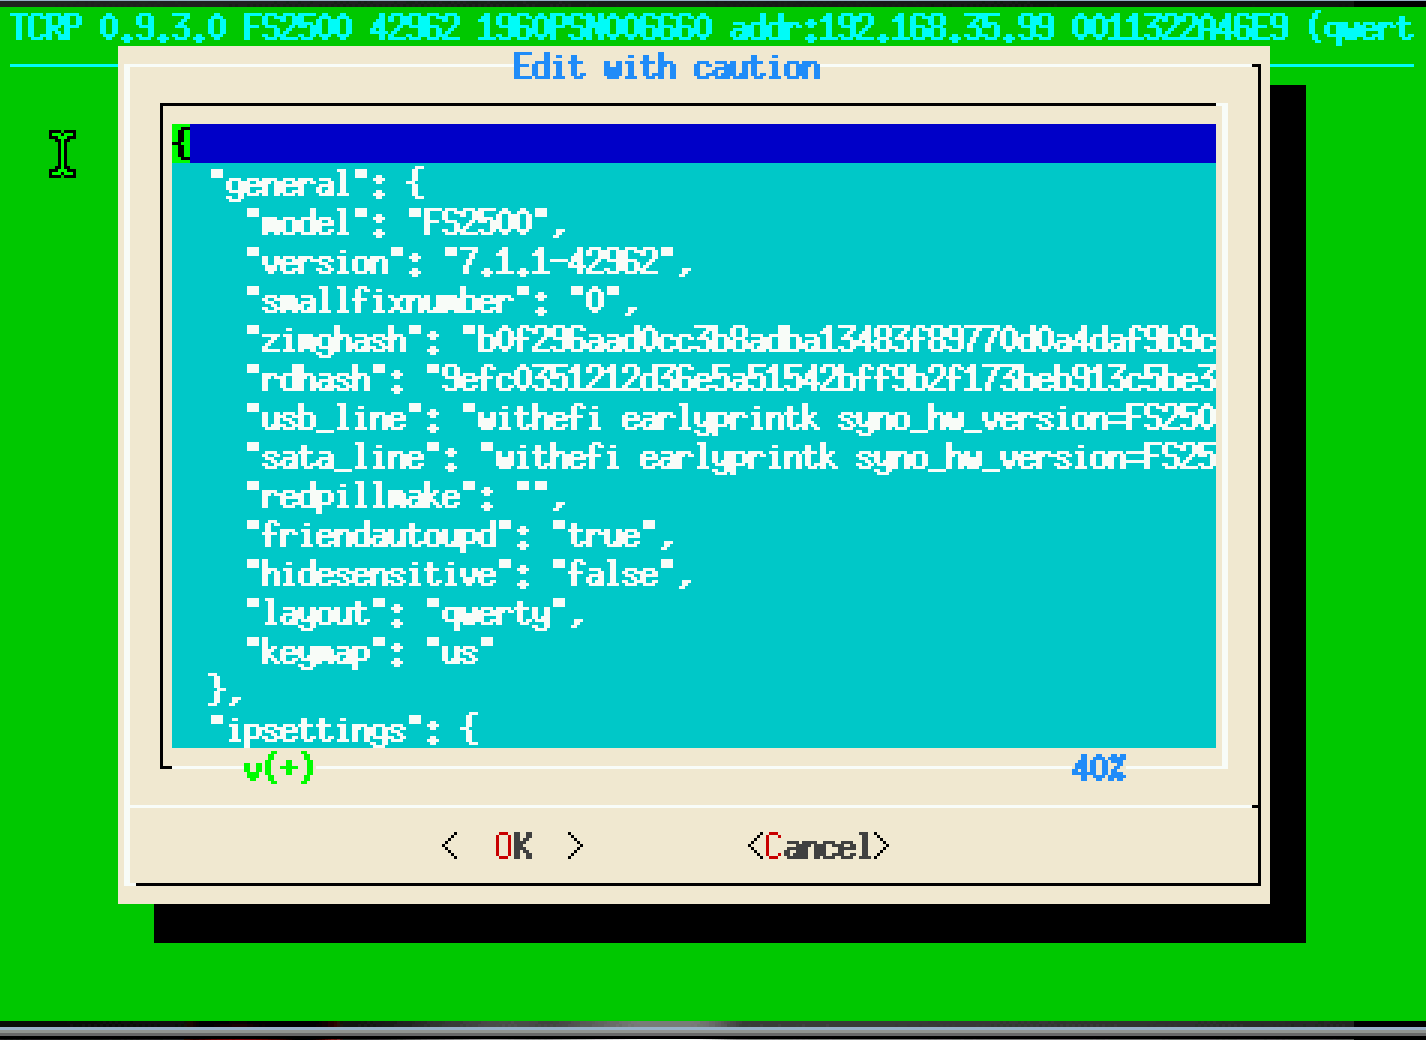 TCRP 0.9.3.0 FS2500 42962 1960PSN006660 addr:192.168.35.99 0011322A46E9 (qwert
Edit with caution
{
"general": {
"model": "FS2500",
"version": "7.1.1-42962",
"smallfixnumber": "0",
"zimghash": "b0f296aad0cc3b8adba13483f89770d0a4daf9b9c
"rdhash": "9efc0351212d36e5a51542bff9b2f173beb913c5be3
"usb_line": "withefi earlyprintk syno_hw_version=FS250
"sata_line": "withefi earlyprintk syno_hw_version=FS25
"redpillmake": "",
"friendautoupd": "true",
"hidesensitive": "false",
"layout": "qwerty",
"keymap": "us"
},
"ipsettings": {
v(+) 40%
< OK > <Cancel>